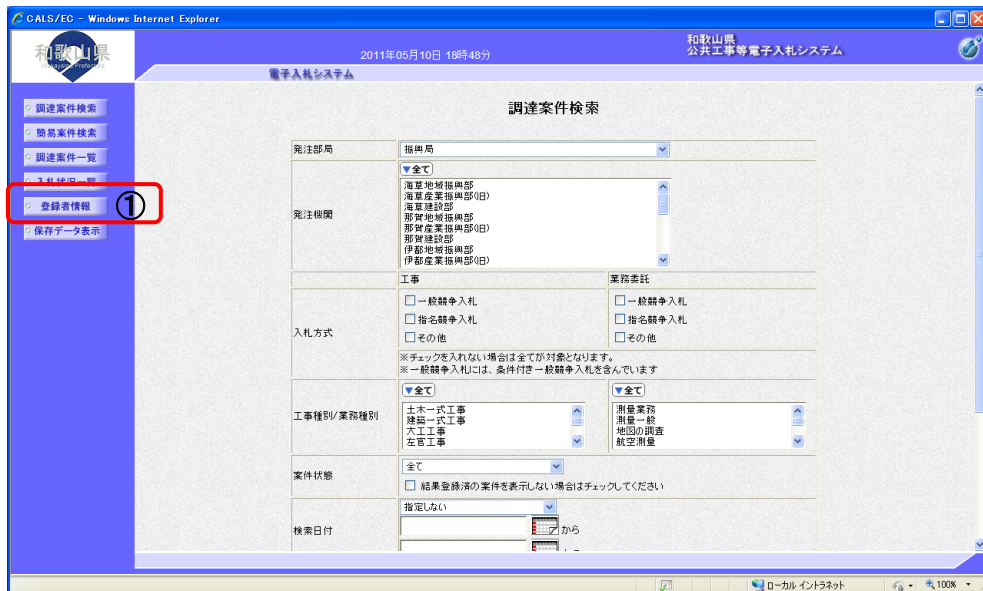 CALS/EC - Windows Internet Explorer
和歌山県
Wakayama Prefecture
2011年05月10日 18時48分
和歌山県
公共工事等電子入札システム
電子入札システム
調達案件検索
簡易案件検索
調達案件一覧
入札状況一覧
登録者情報
①
保存データ表示
調達案件検索
発注部局
振興局
発注機関
▼全て
海草地域振興部
海草産業振興部(旧)
海草建設部
那賀地域振興部
那賀産業振興部(旧)
那賀建設部
伊都地域振興部
伊都産業振興部(旧)
工事
業務委託
入札方式
一般競争入札
指名競争入札
その他
一般競争入札
指名競争入札
その他
※チェックを入れない場合は全てが対象となります。
※一般競争入札には、条件付き一般競争入札を含んでいます
工事種別/業務種別
▼全て
土木一式工事
建築一式工事
大工工事
左官工事
▼全て
測量業務
測量一般
地図の調査
航空測量
案件状態
全て
結果登録済の案件を表示しない場合はチェックしてください
検索日付
指定しない
から
ローカル イントラネット
100%